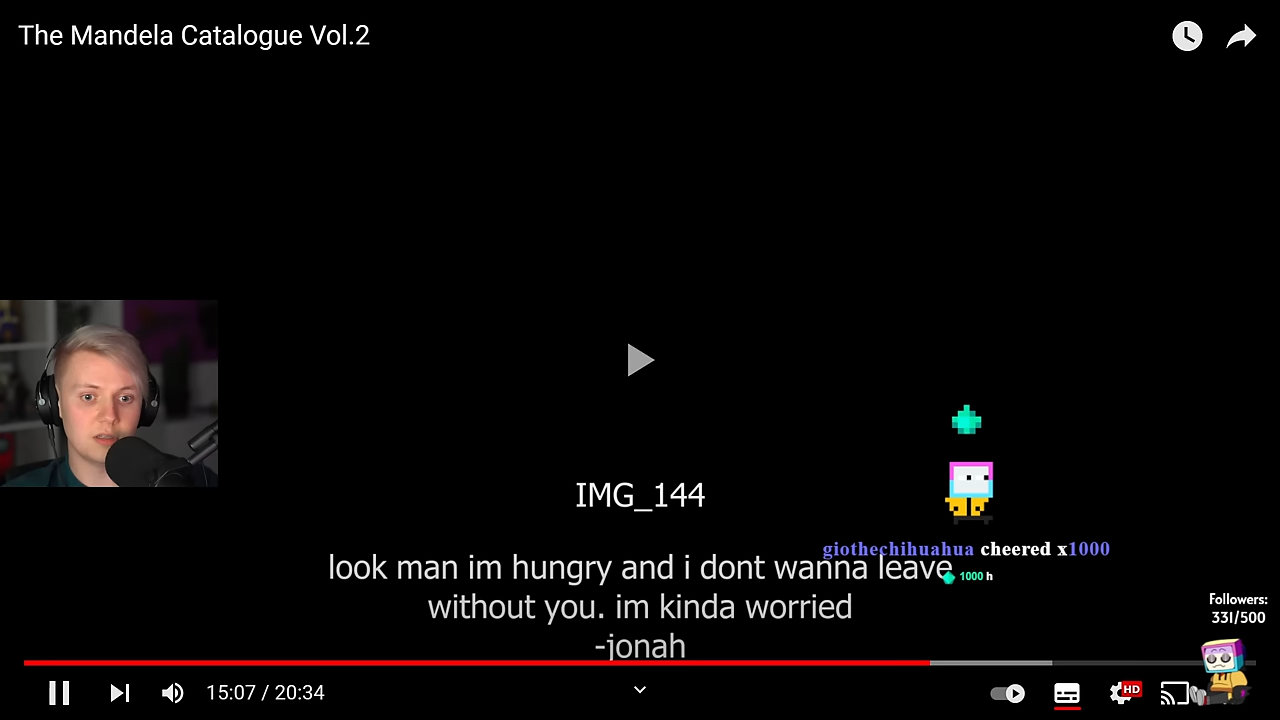 The Mandela Catalogue Vol.2
IMG_144
giothechihuahua cheered x1000
look man im hungry and i dont wanna leave
1000 h
without you. im kinda worried
Followers:
331/500
-jonah
15:07 / 20:34
HD